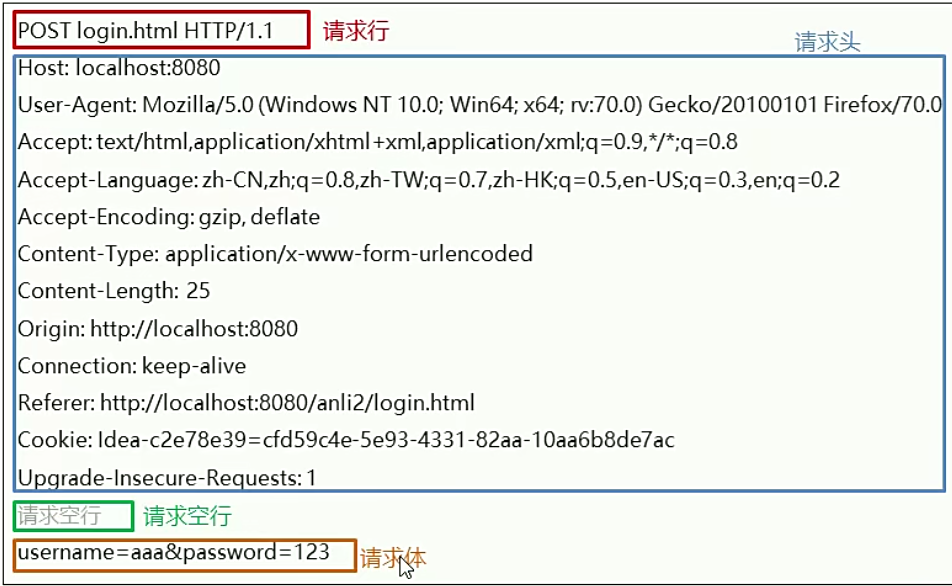 POST login.html HTTP/1.1 请求行
请求头
Host: localhost:8080
User-Agent: Mozilla/5.0 (Windows NT 10.0; Win64; x64; rv:70.0) Gecko/20100101 Firefox/70.0
Accept: text/html,application/xhtml+xml,application/xml;q=0.9,*/*;q=0.8
Accept-Language: zh-CN,zh;q=0.8,zh-TW;q=0.7,zh-HK;q=0.5,en-US;q=0.3,en;q=0.2
Accept-Encoding: gzip, deflate
Content-Type: application/x-www-form-urlencoded
Content-Length: 25
Origin: http://localhost:8080
Connection: keep-alive
Referer: http://localhost:8080/anli2/login.html
Cookie: Idea-c2e78e39=cfd59c4e-5e93-4331-82aa-10aa6b8de7ac
Upgrade-Insecure-Requests: 1
请求空行 请求空行
username=aaa&password=123 请求体